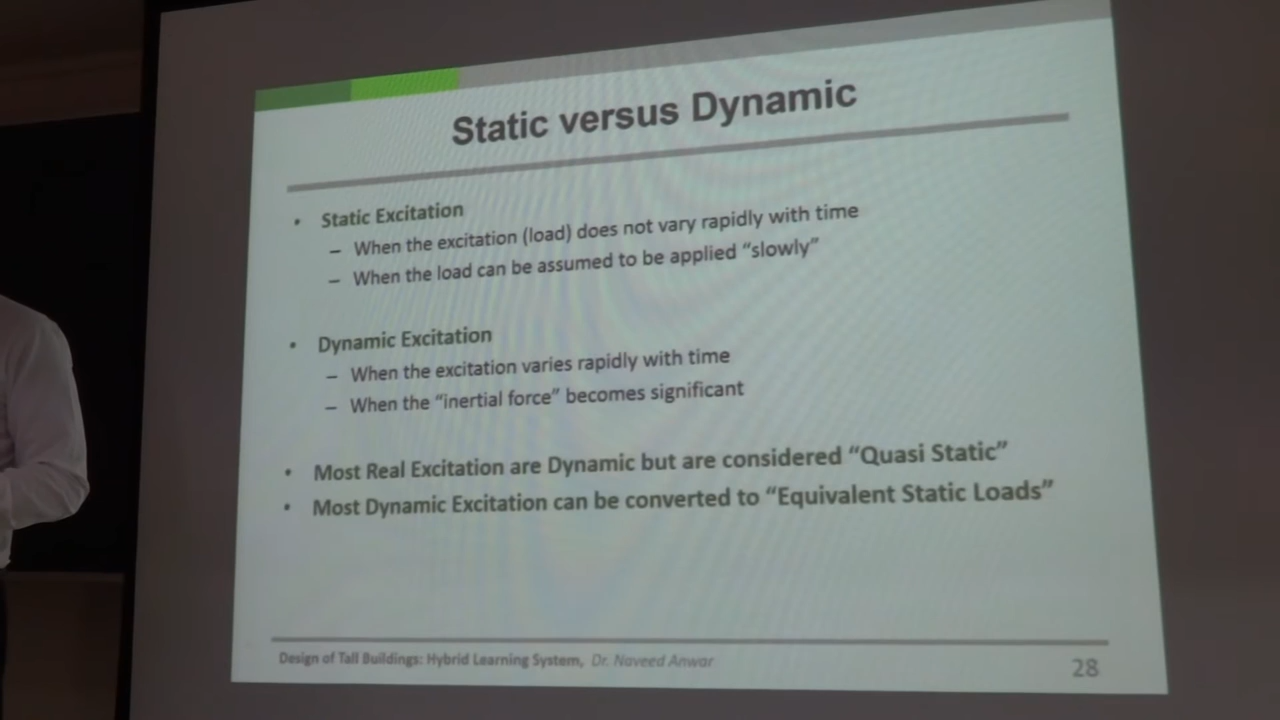 Static versus Dynamic
• Static Excitation
– When the excitation (load) does not vary rapidly with time
– When the load can be assumed to be applied “slowly”
• Dynamic Excitation
– When the excitation varies rapidly with time
– When the “inertial force” becomes significant
• Most Real Excitation are Dynamic but are considered “Quasi Static”
• Most Dynamic Excitation can be converted to “Equivalent Static Loads”
Design of Tall Buildings: Hybrid Learning System, Dr. Naveed Anwar
28